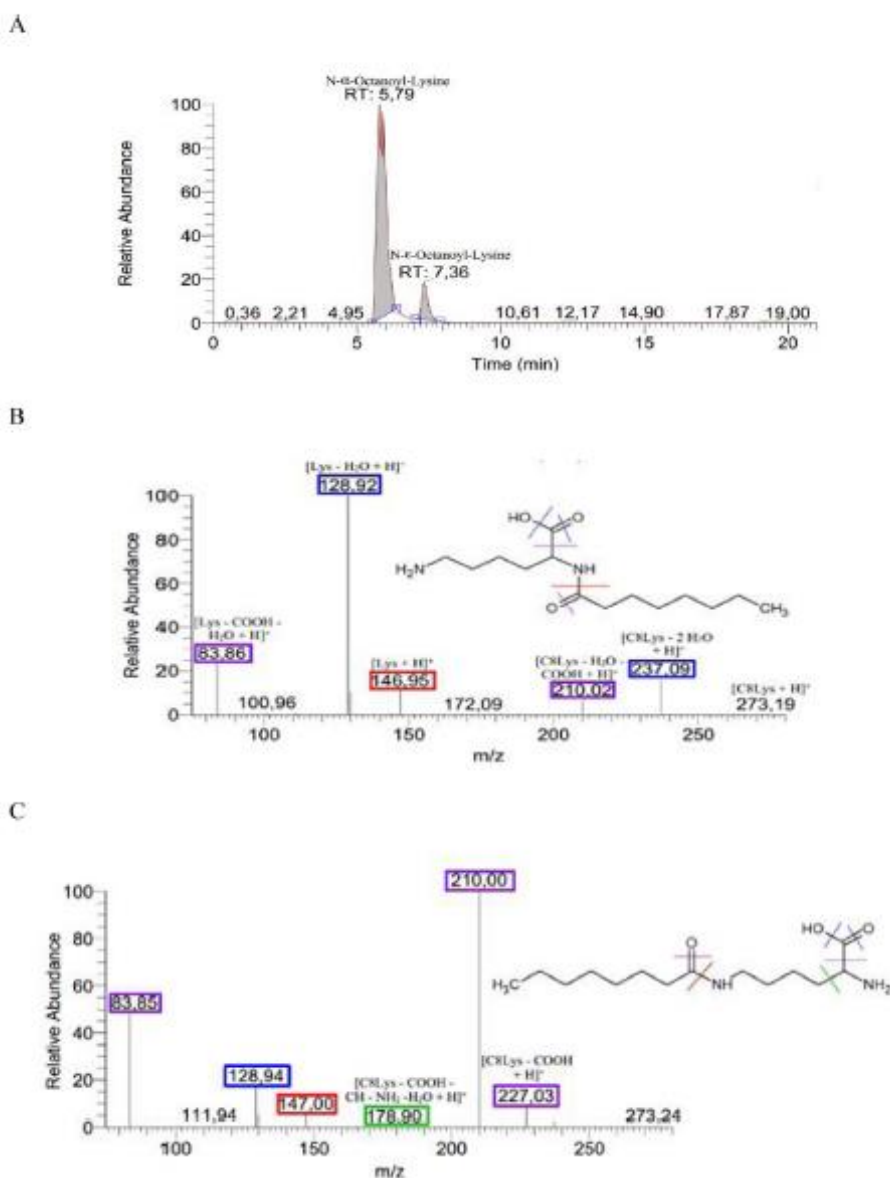 A
N-α-Octanoyl-Lysine
RT: 5,79
N-ε-Octanoyl-Lysine
RT: 7,36
Relative Abundance
100
80
60
40
20
0
0,36 2,21 4,95 10,61 12,17 14,90 17,87 19,00
0 5 10 15 20
Time (min)
B
[Lys - H₂O + H]⁺
128,92
HO O
H₂N NH
O CH₃
[Lys - COOH -
H₂O + H]⁺
83,86
[Lys + H]⁺
146,95
[C8Lys - H₂O -
COOH + H]⁺
210,02
[C8Lys - 2 H₂O
+ H]⁺
237,09
[C8Lys + H]⁺
273,19
100,96 172,09
Relative Abundance
100
80
60
40
20
0
100 150 200 250
m/z
C
210,00
HO O
O
H₃C NH NH₂
83,85
128,94
147,00
[C8Lys - COOH -
CH - NH₂ -H₂O + H]⁺
178,90
[C8Lys - COOH
+ H]⁺
227,03
111,94 273,24
Relative Abundance
100
80
60
40
20
0
100 150 200 250
m/z